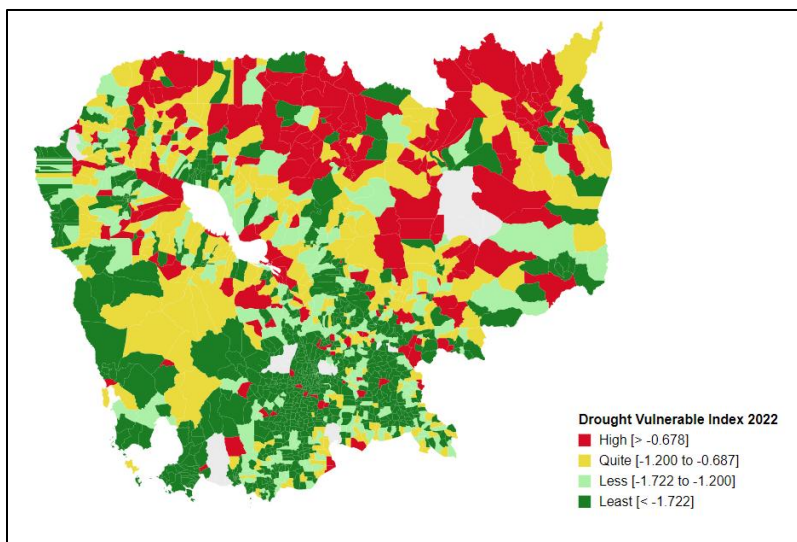 Drought Vulnerable Index 2022
High [> -0.678]
Quite [-1.200 to -0.687]
Less [-1.722 to -1.200]
Least [< -1.722]